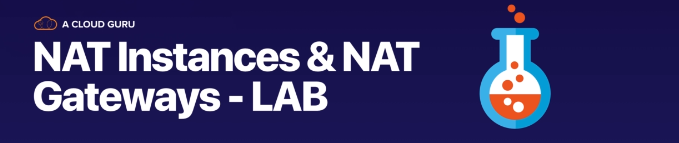 A CLOUD GURU
NAT Instances & NAT
Gateways - LAB